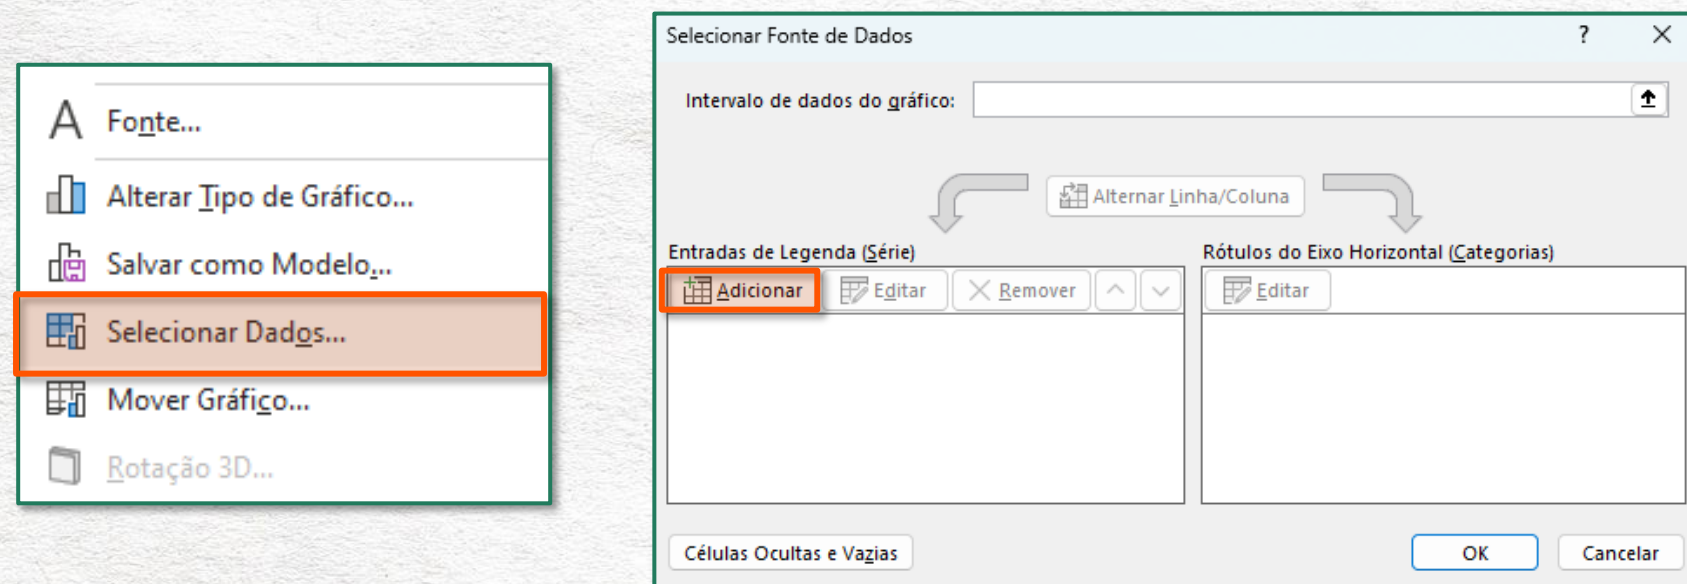 Fonte...
Alterar Tipo de Gráfico...
Salvar como Modelo...
Selecionar Dados...
Mover Gráfico...
Rotação 3D...
Selecionar Fonte de Dados
Intervalo de dados do gráfico:
Alternar Linha/Coluna
Entradas de Legenda (Série)
Adicionar Editar Remover
Rótulos do Eixo Horizontal (Categorias)
Editar
Células Ocultas e Vazias
OK Cancelar